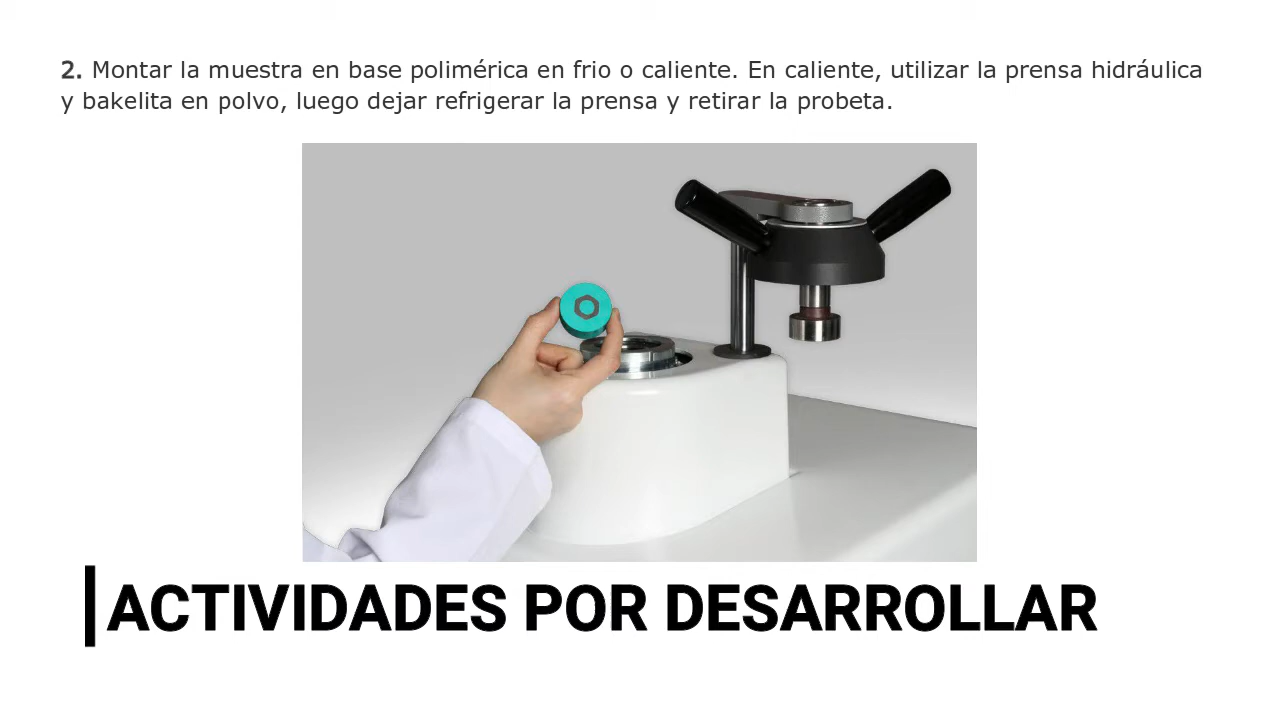 2. Montar la muestra en base polimérica en frio o caliente. En caliente, utilizar la prensa hidráulica
y bakelita en polvo, luego dejar refrigerar la prensa y retirar la probeta.
ACTIVIDADES POR DESARROLLAR